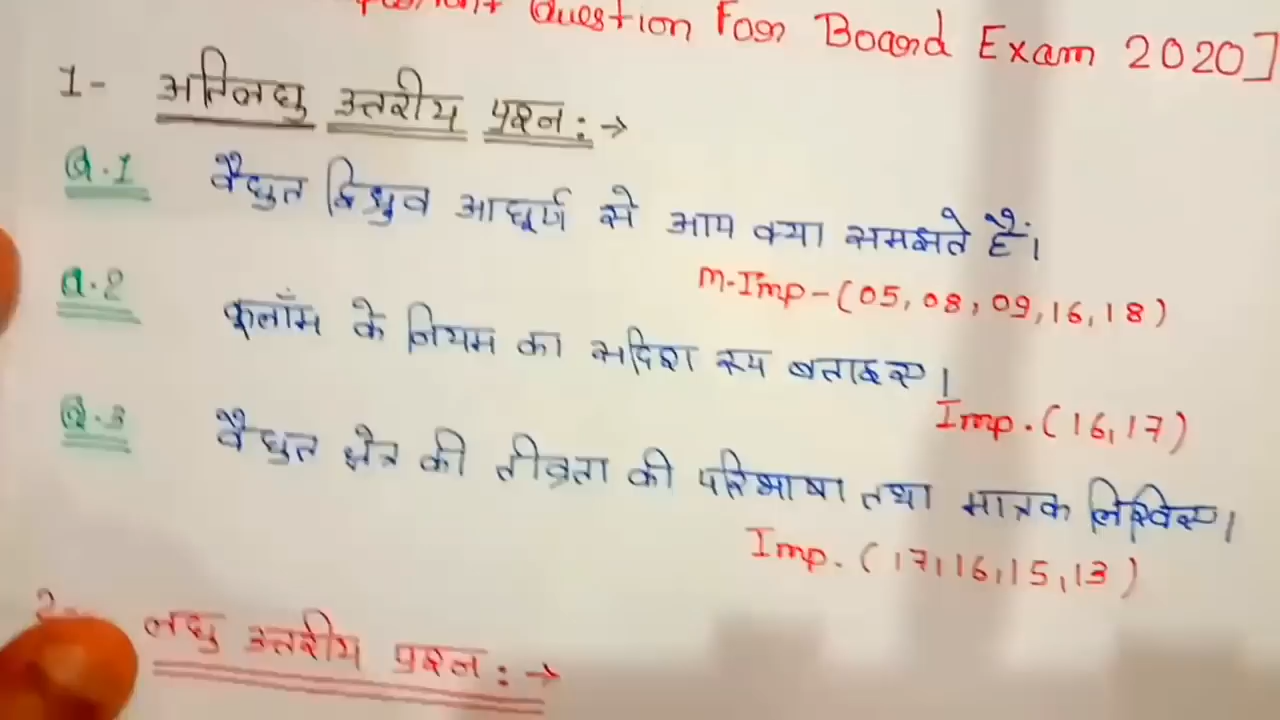 Question For Board Exam 2020]
1- अतिलघु उत्तरीय प्रश्न :→
Q.1 वैधुत द्विध्रुव आघूर्ण से आप क्या समझते हैं।
M.Imp-(05,08,09,16,18)
Q.2 कूलॉम के नियम का सदिश रूप बताइए।
Imp.(16,17)
Q.3 वैधुत क्षेत्र की तीव्रता की परिभाषा तथा मात्रक लिखिए।
Imp. (17,16,15,13)
2- लघु उत्तरीय प्रश्न :→